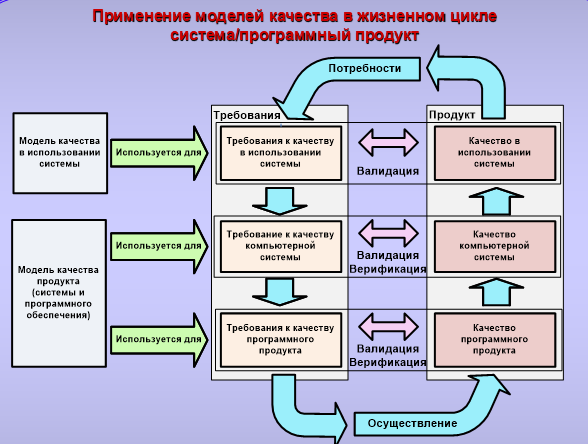 Применение моделей качества в жизненном цикле
система/программный продукт
Потребности
Требования
Продукт
Модель качества
в использовании
системы
Используется для
Требования к качеству
в использовании
системы
Валидация
Качество в
использовании
системы
Модель качества
продукта
(системы и
программного
обеспечения)
Используется для
Требование к качеству
компьютерной
системы
Валидация
Верификация
Качество
компьютерной
системы
Используется для
Требования к качеству
программного
продукта
Валидация
Верификация
Качество
программного
продукта
Осуществление